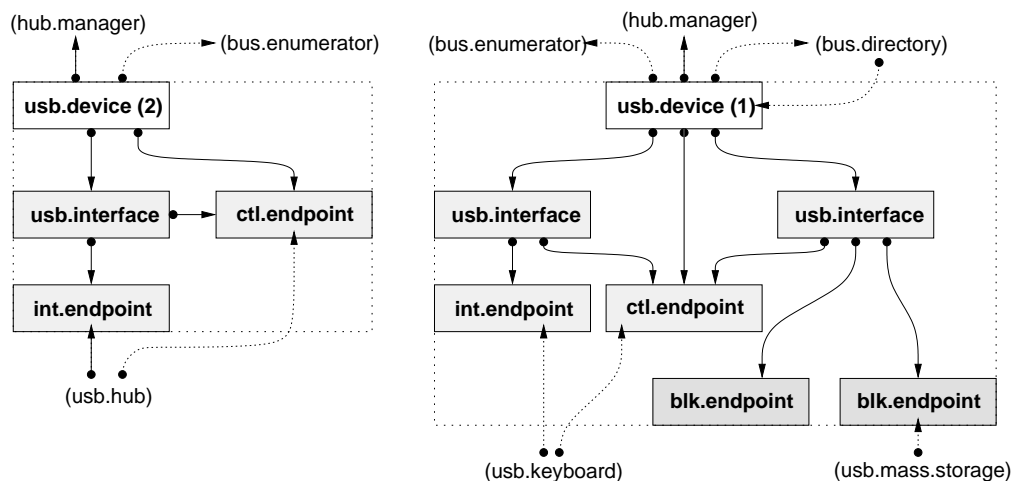 (hub.manager)
(bus.enumerator)
usb.device (2)
usb.interface
ctl.endpoint
int.endpoint
(usb.hub)
(hub.manager)
(bus.enumerator)
(bus.directory)
usb.device (1)
usb.interface
usb.interface
int.endpoint
ctl.endpoint
blk.endpoint
blk.endpoint
(usb.keyboard)
(usb.mass.storage)